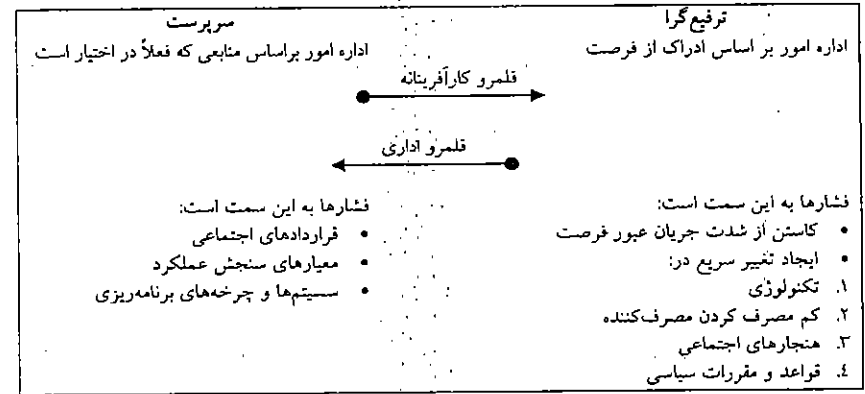 ترفیع‌گرا
اداره امور بر اساس ادراک از فرصت
سرپرست
اداره امور براساس منابعی که فعلاً در اختیار است
قلمرو کارآفرینانه
قلمرو اداری
فشارها به این سمت است:
• کاستن از شدت جریان عبور فرصت
• ایجاد تغییر سریع در:
۱. تکنولوژی
۲. کم مصرف کردن مصرف‌کننده
۳. هنجارهای اجتماعی
٤. قواعد و مقررات سیاسی
فشارها به این سمت است:
• قراردادهای اجتماعی
• معیارهای سنجش عملکرد
• سیستم‌ها و چرخه‌های برنامه‌ریزی